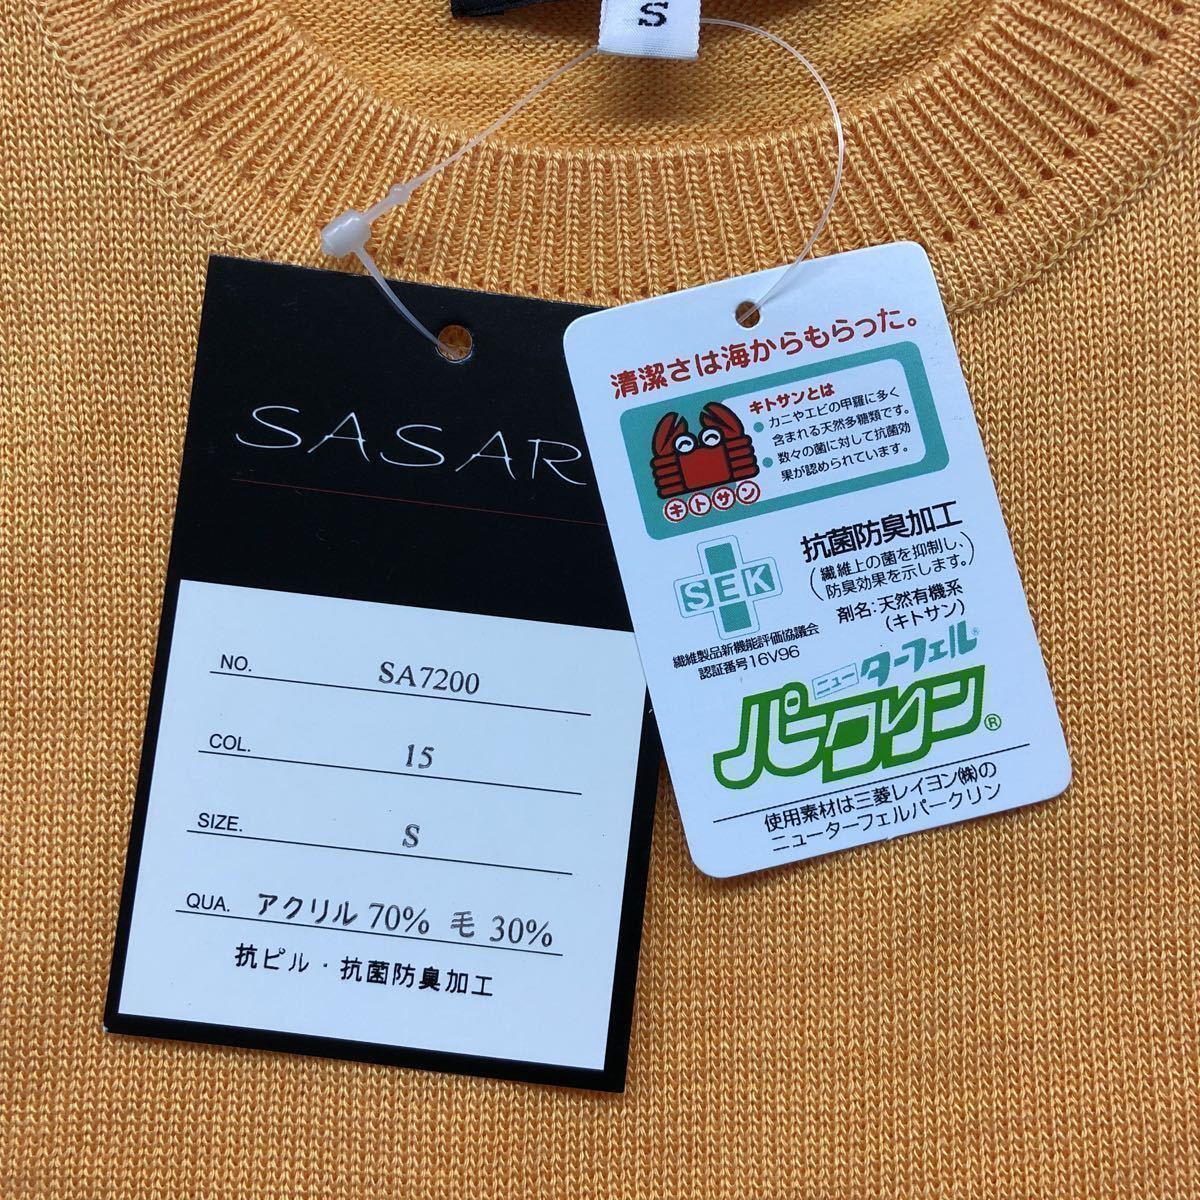 S
SASAR
NO. SA7200
COL. 15
SIZE. S
QUA. アクリル 70% 毛 30%
抗ピル・抗菌防臭加工
清潔さは海からもらった。
キトサンとは
● カニやエビの甲羅に多く
含まれる天然多糖類です。
● 数々の菌に対して抗菌効
果が認められています。
キトサン
SEK
抗菌防臭加工
(繊維上の菌を抑制し、
防臭効果を示します。)
剤名:天然有機系
(キトサン)
繊維製品新機能評価協議会
認証番号16V96
ニューターフェル®
パークリン®
使用素材は三菱レイヨン㈱の
ニューターフェルパークリン